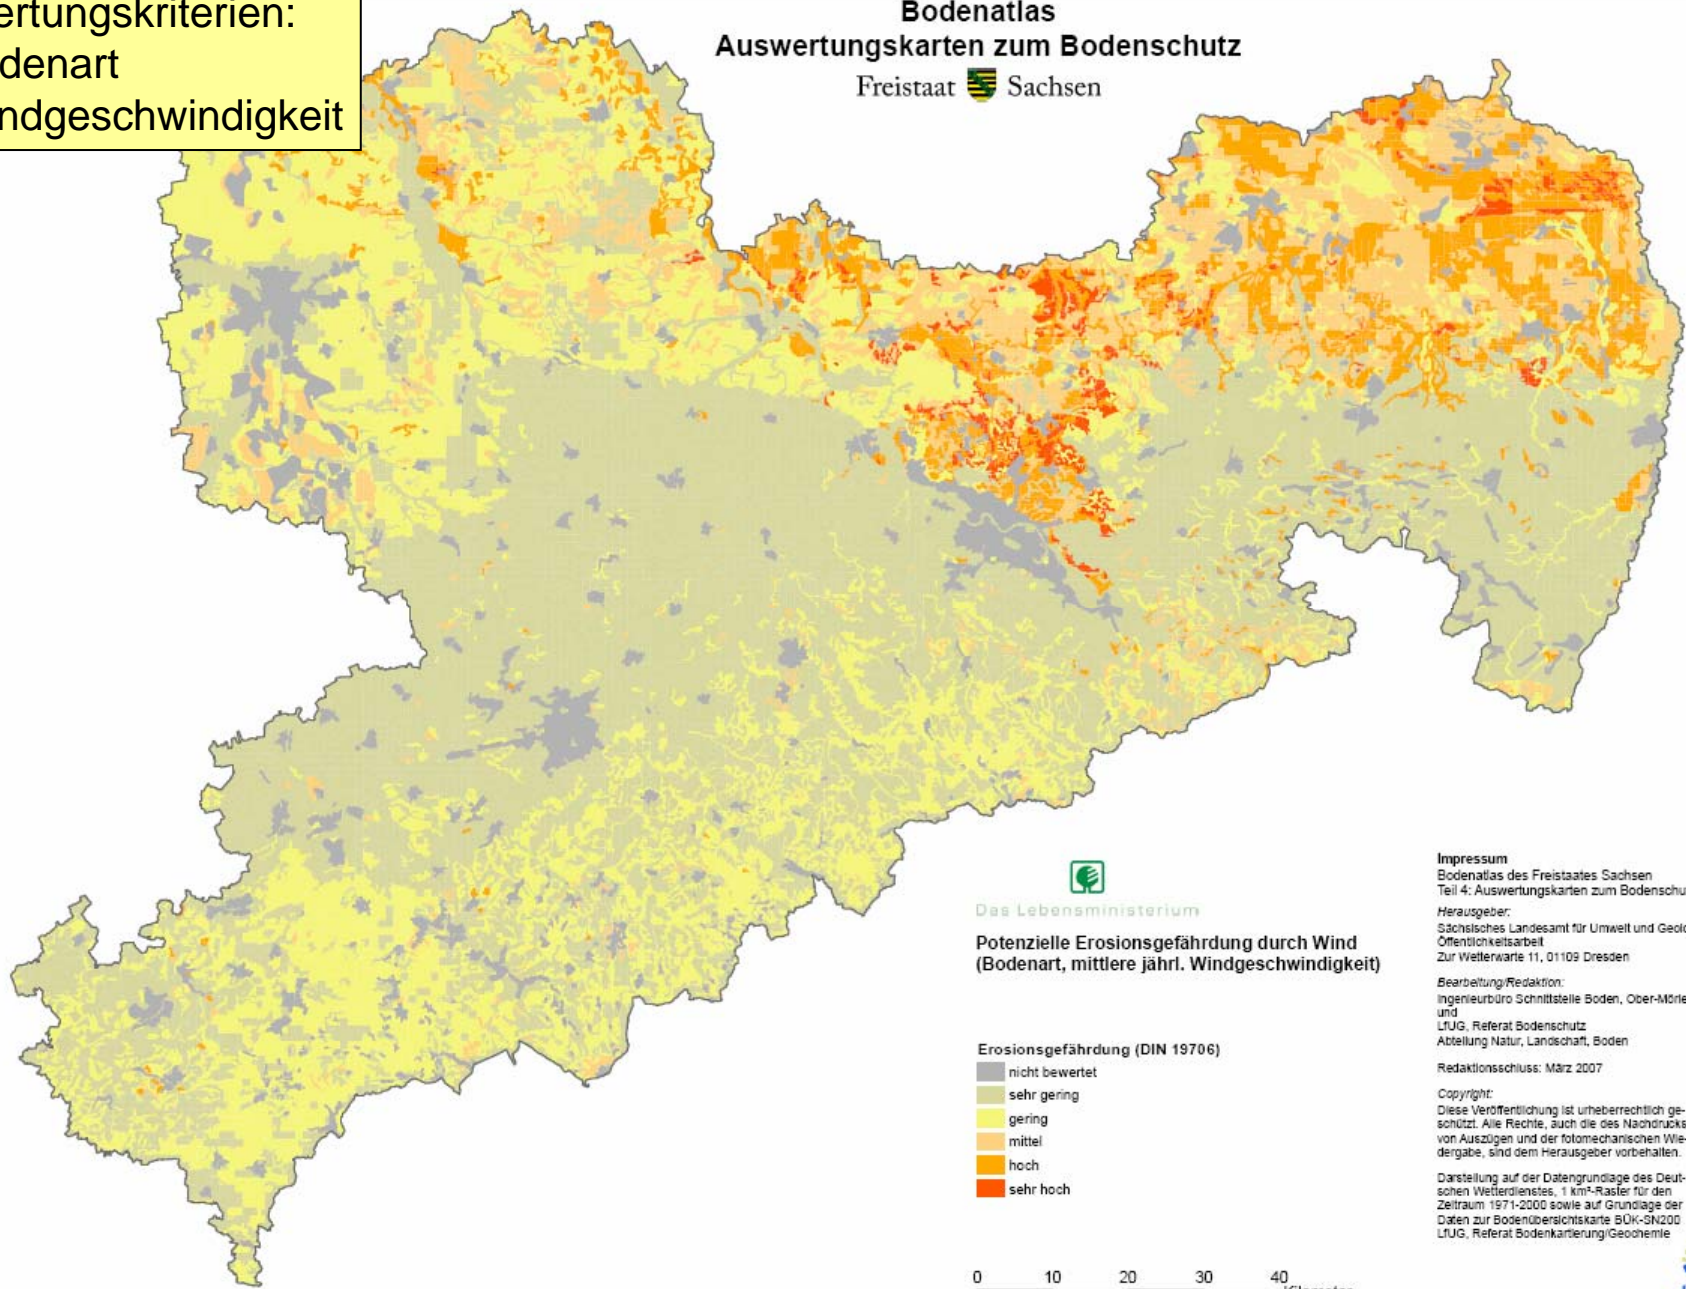 ertungskriterien:
denart
ndgeschwindigkeit
Bodenatlas
Auswertungskarten zum Bodenschutz
Freistaat Sachsen
Das Lebensministerium
Potenzielle Erosionsgefährdung durch Wind
(Bodenart, mittlere jährl. Windgeschwindigkeit)
Erosionsgefährdung (DIN 19706)
nicht bewertet
sehr gering
gering
mittel
hoch
sehr hoch
0 10 20 30 40
Impressum
Bodenatlas des Freistaates Sachsen
Teil 4: Auswertungskarten zum Bodenschu
Herausgeber:
Sächsisches Landesamt für Umwelt und Geolo
Öffentlichkeitsarbeit
Zur Wetterwarte 11, 01109 Dresden
Bearbeitung/Redaktion:
Ingenieurbüro Schnittstelle Boden, Ober-Mörle
und
LfUG, Referat Bodenschutz
Abteilung Natur, Landschaft, Boden
Redaktionsschluss: März 2007
Copyright:
Diese Veröffentlichung ist urheberrechtlich ge-
schützt. Alle Rechte, auch die des Nachdrucks
von Auszügen und der fotomechanischen Wie-
dergabe, sind dem Herausgeber vorbehalten.
Darstellung auf der Datengrundlage des Deut-
schen Wetterdienstes, 1 km²-Raster für den
Zeitraum 1971-2000 sowie auf Grundlage der
Daten zur Bodenübersichtskarte BÜK-SN200
LfUG, Referat Bodenkartierung/Geochemie